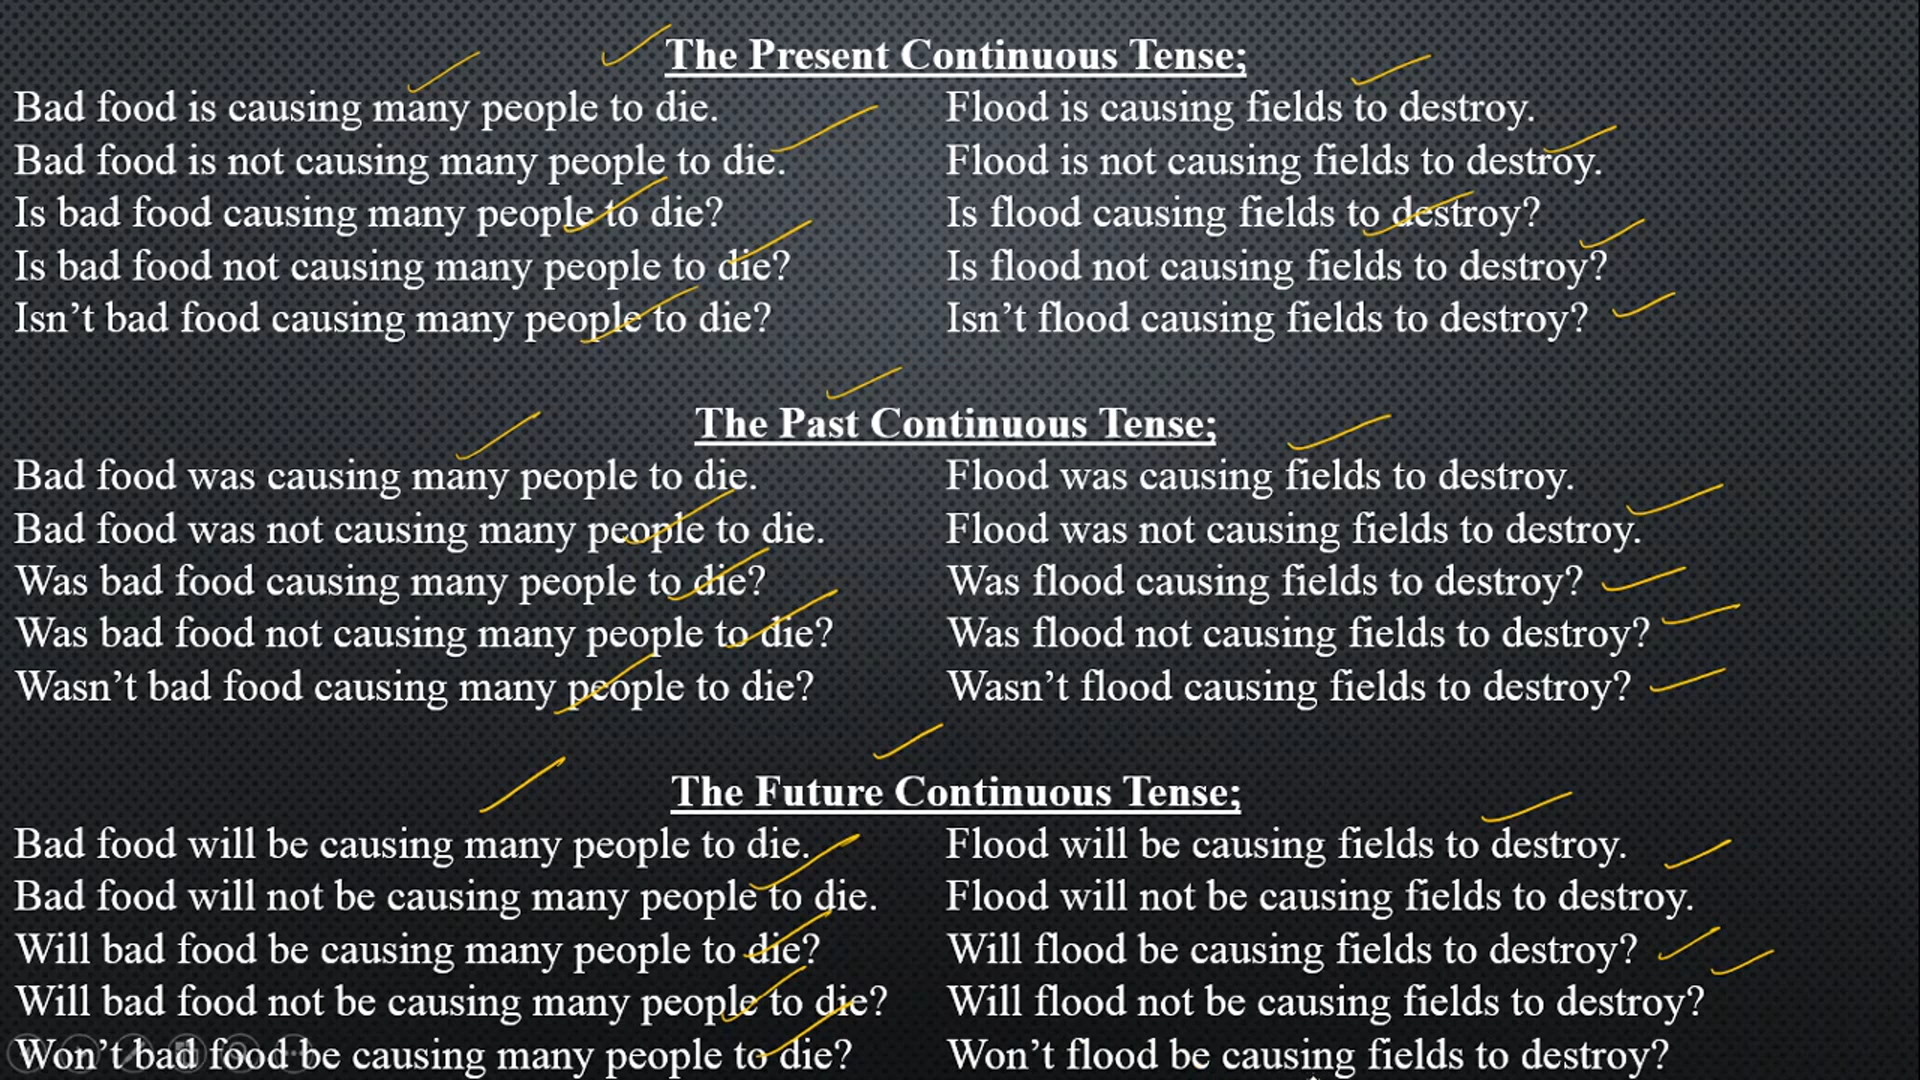 The Present Continuous Tense;
Bad food is causing many people to die.
Bad food is not causing many people to die.
Is bad food causing many people to die?
Is bad food not causing many people to die?
Isn’t bad food causing many people to die?
Flood is causing fields to destroy.
Flood is not causing fields to destroy.
Is flood causing fields to destroy?
Is flood not causing fields to destroy?
Isn’t flood causing fields to destroy?
The Past Continuous Tense;
Bad food was causing many people to die.
Bad food was not causing many people to die.
Was bad food causing many people to die?
Was bad food not causing many people to die?
Wasn’t bad food causing many people to die?
Flood was causing fields to destroy.
Flood was not causing fields to destroy.
Was flood causing fields to destroy?
Was flood not causing fields to destroy?
Wasn’t flood causing fields to destroy?
The Future Continuous Tense;
Bad food will be causing many people to die.
Bad food will not be causing many people to die.
Will bad food be causing many people to die?
Will bad food not be causing many people to die?
Won’t bad food be causing many people to die?
Flood will be causing fields to destroy.
Flood will not be causing fields to destroy.
Will flood be causing fields to destroy?
Will flood not be causing fields to destroy?
Won’t flood be causing fields to destroy?